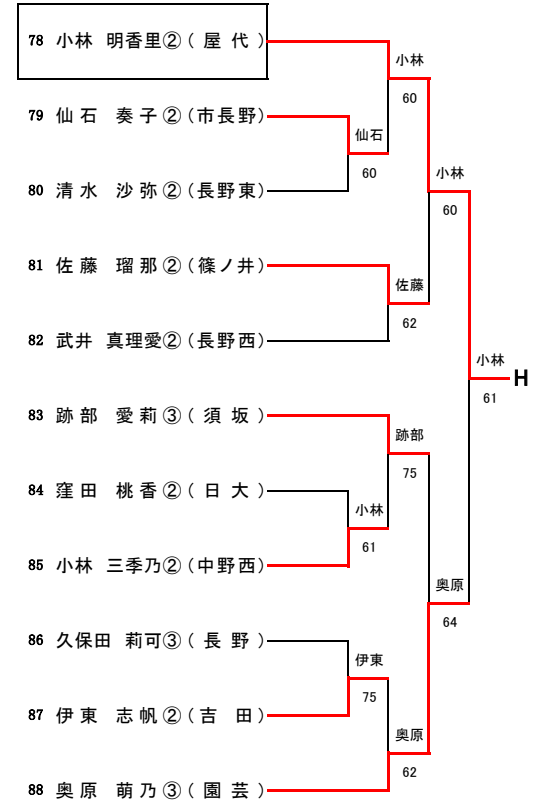 78 小林 明香里② ( 屋 代 )
小林
60
79 仙 石 奏 子 ② ( 市長野 )
仙石
60
小林
60
80 清 水 沙 弥 ② ( 長野東 )
81 佐 藤 瑠 那 ② ( 篠ノ井 )
佐藤
62
82 武井 真理愛② ( 長野西 )
小林
61
H
83 跡 部 愛 莉 ③ ( 須 坂 )
跡部
75
84 窪 田 桃 香 ② ( 日 大 )
小林
61
85 小林 三季乃② ( 中野西 )
奥原
64
86 久保田 莉可③ ( 長 野 )
伊東
75
87 伊 東 志 帆 ② ( 吉 田 )
奥原
62
88 奥 原 萌 乃 ③ ( 園 芸 )